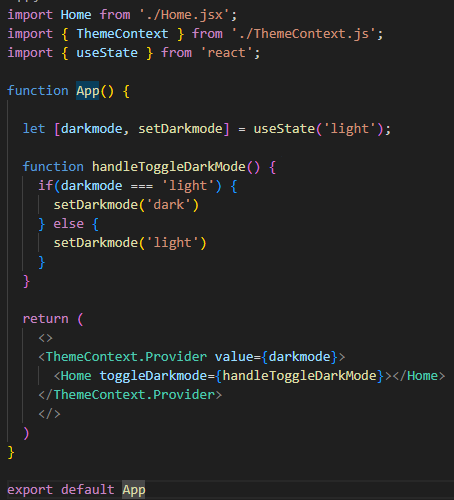 import Home from './Home.jsx';
import { ThemeContext } from './ThemeContext.js';
import { useState } from 'react';
function App() {
let [darkmode, setDarkmode] = useState('light');
function handleToggleDarkMode() {
if(darkmode === 'light') {
setDarkmode('dark')
} else {
setDarkmode('light')
}
}
return (
<>
<ThemeContext.Provider value={darkmode}>
<Home toggleDarkmode={handleToggleDarkMode}></Home>
</ThemeContext.Provider>
</>
)
}
export default App